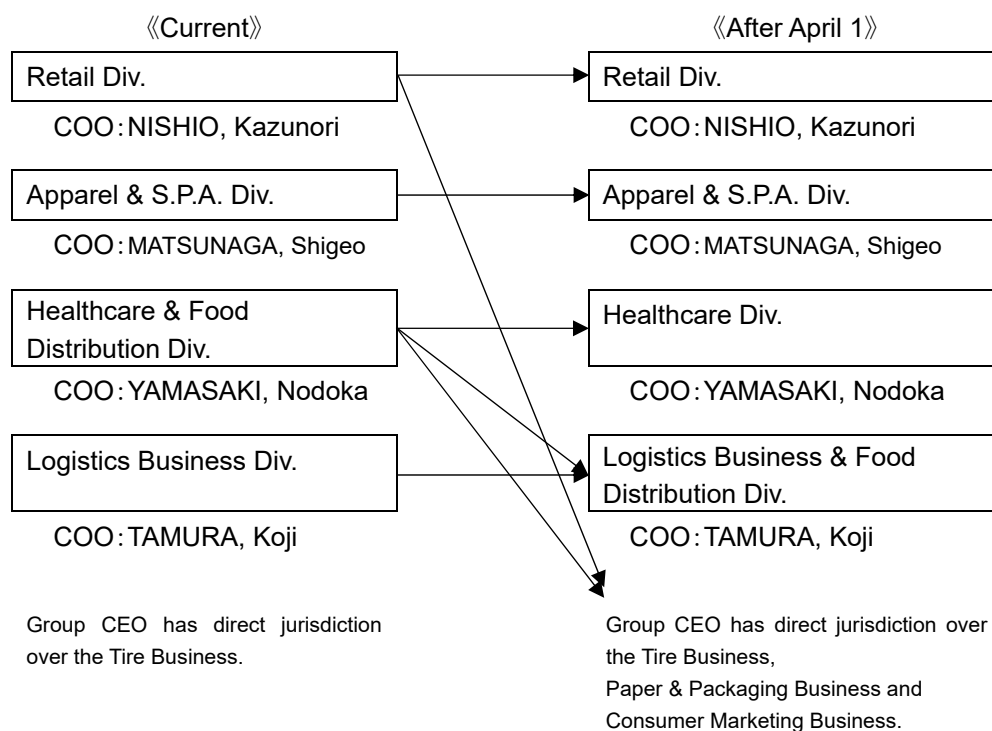 《Current》
Retail Div.
COO:NISHIO, Kazunori
Apparel & S.P.A. Div.
COO:MATSUNAGA, Shigeo
Healthcare & Food
Distribution Div.
COO:YAMASAKI, Nodoka
Logistics Business Div.
COO:TAMURA, Koji
Group CEO has direct jurisdiction
over the Tire Business.
《After April 1》
Retail Div.
COO:NISHIO, Kazunori
Apparel & S.P.A. Div.
COO:MATSUNAGA, Shigeo
Healthcare Div.
COO:YAMASAKI, Nodoka
Logistics Business & Food
Distribution Div.
COO:TAMURA, Koji
Group CEO has direct jurisdiction over
the Tire Business,
Paper & Packaging Business and
Consumer Marketing Business.